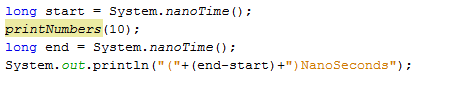 long start = System.nanoTime();
printNumbers(10);
long end = System.nanoTime();
System.out.println("("+(end-start)+")NanoSeconds");